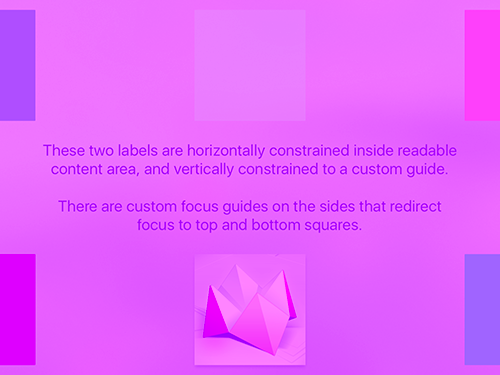 These two labels are horizontally constrained inside readable
content area, and vertically constrained to a custom guide.
There are custom focus guides on the sides that redirect
focus to top and bottom squares.